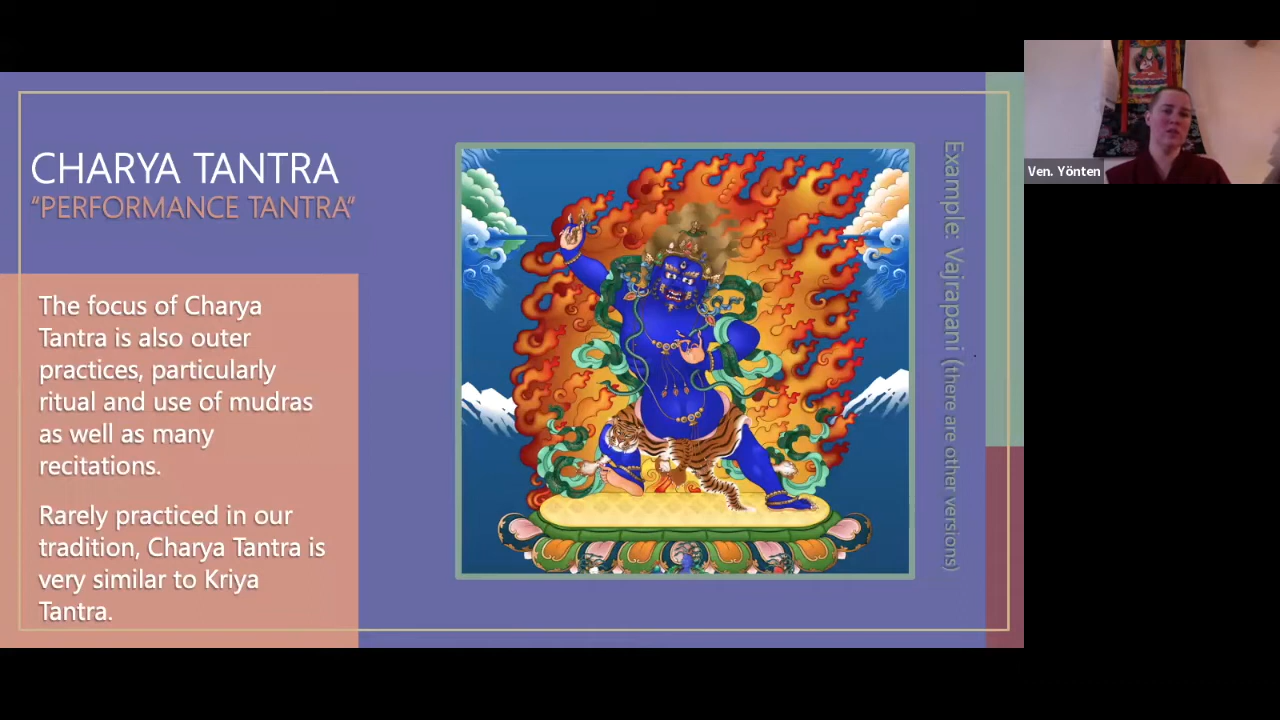 CHARYA TANTRA
“PERFORMANCE TANTRA”
The focus of Charya
Tantra is also outer
practices, particularly
ritual and use of mudras
as well as many
recitations.
Rarely practiced in our
tradition, Charya Tantra is
very similar to Kriya
Tantra.
Example: Vajrapani (there are other versions)
Ven. Yönten